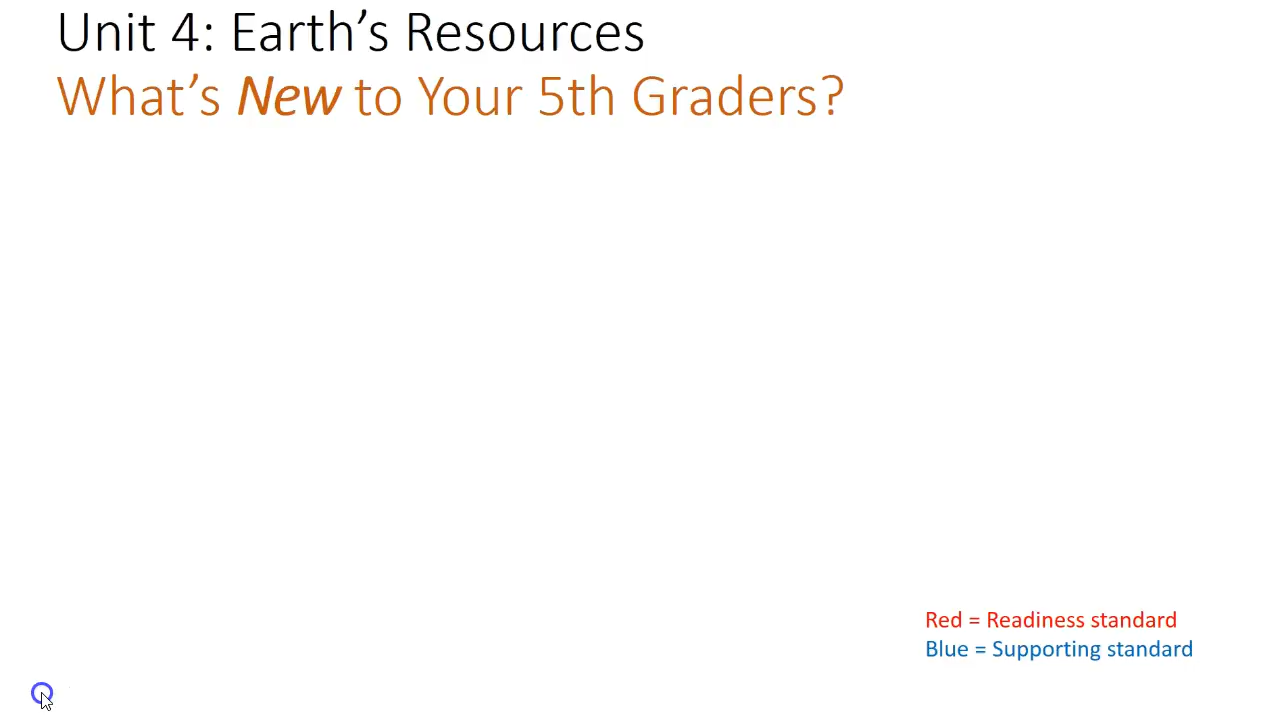 Unit 4: Earth’s Resources
What’s New to Your 5th Graders?
Red = Readiness standard
Blue = Supporting standard